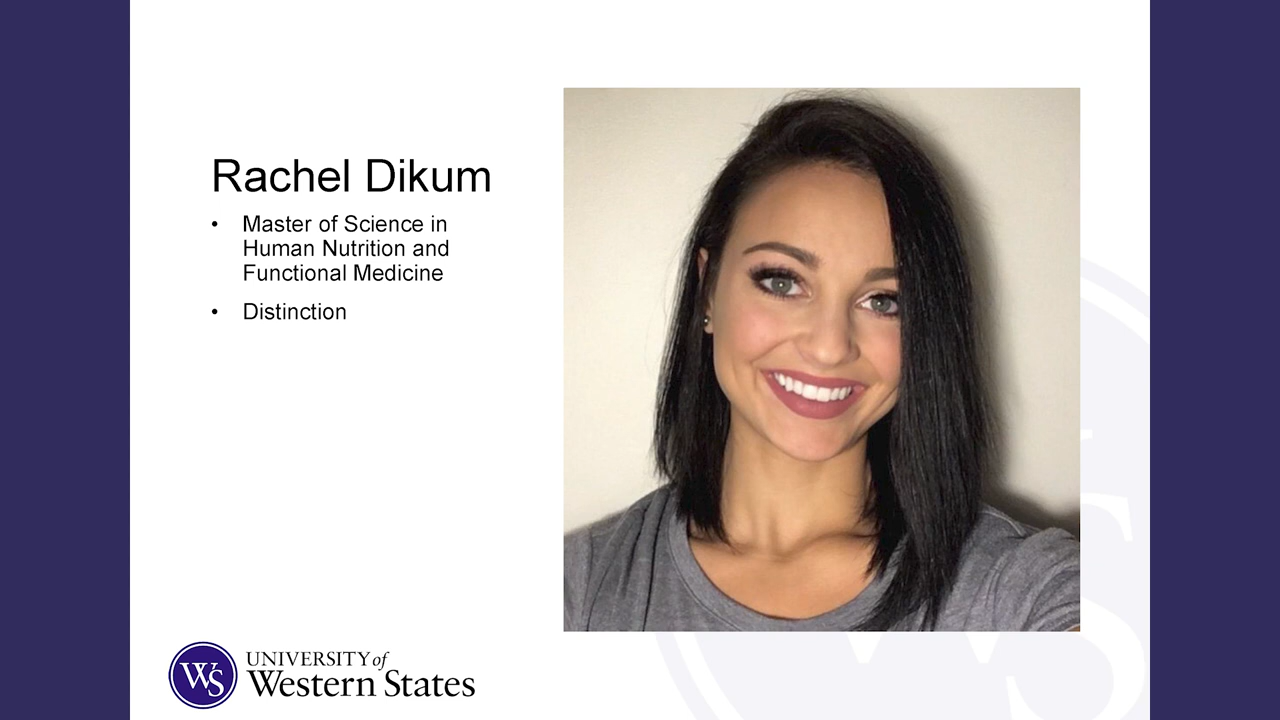 Rachel Dikum
• Master of Science in
Human Nutrition and
Functional Medicine
• Distinction
WS
UNIVERSITY of
Western States